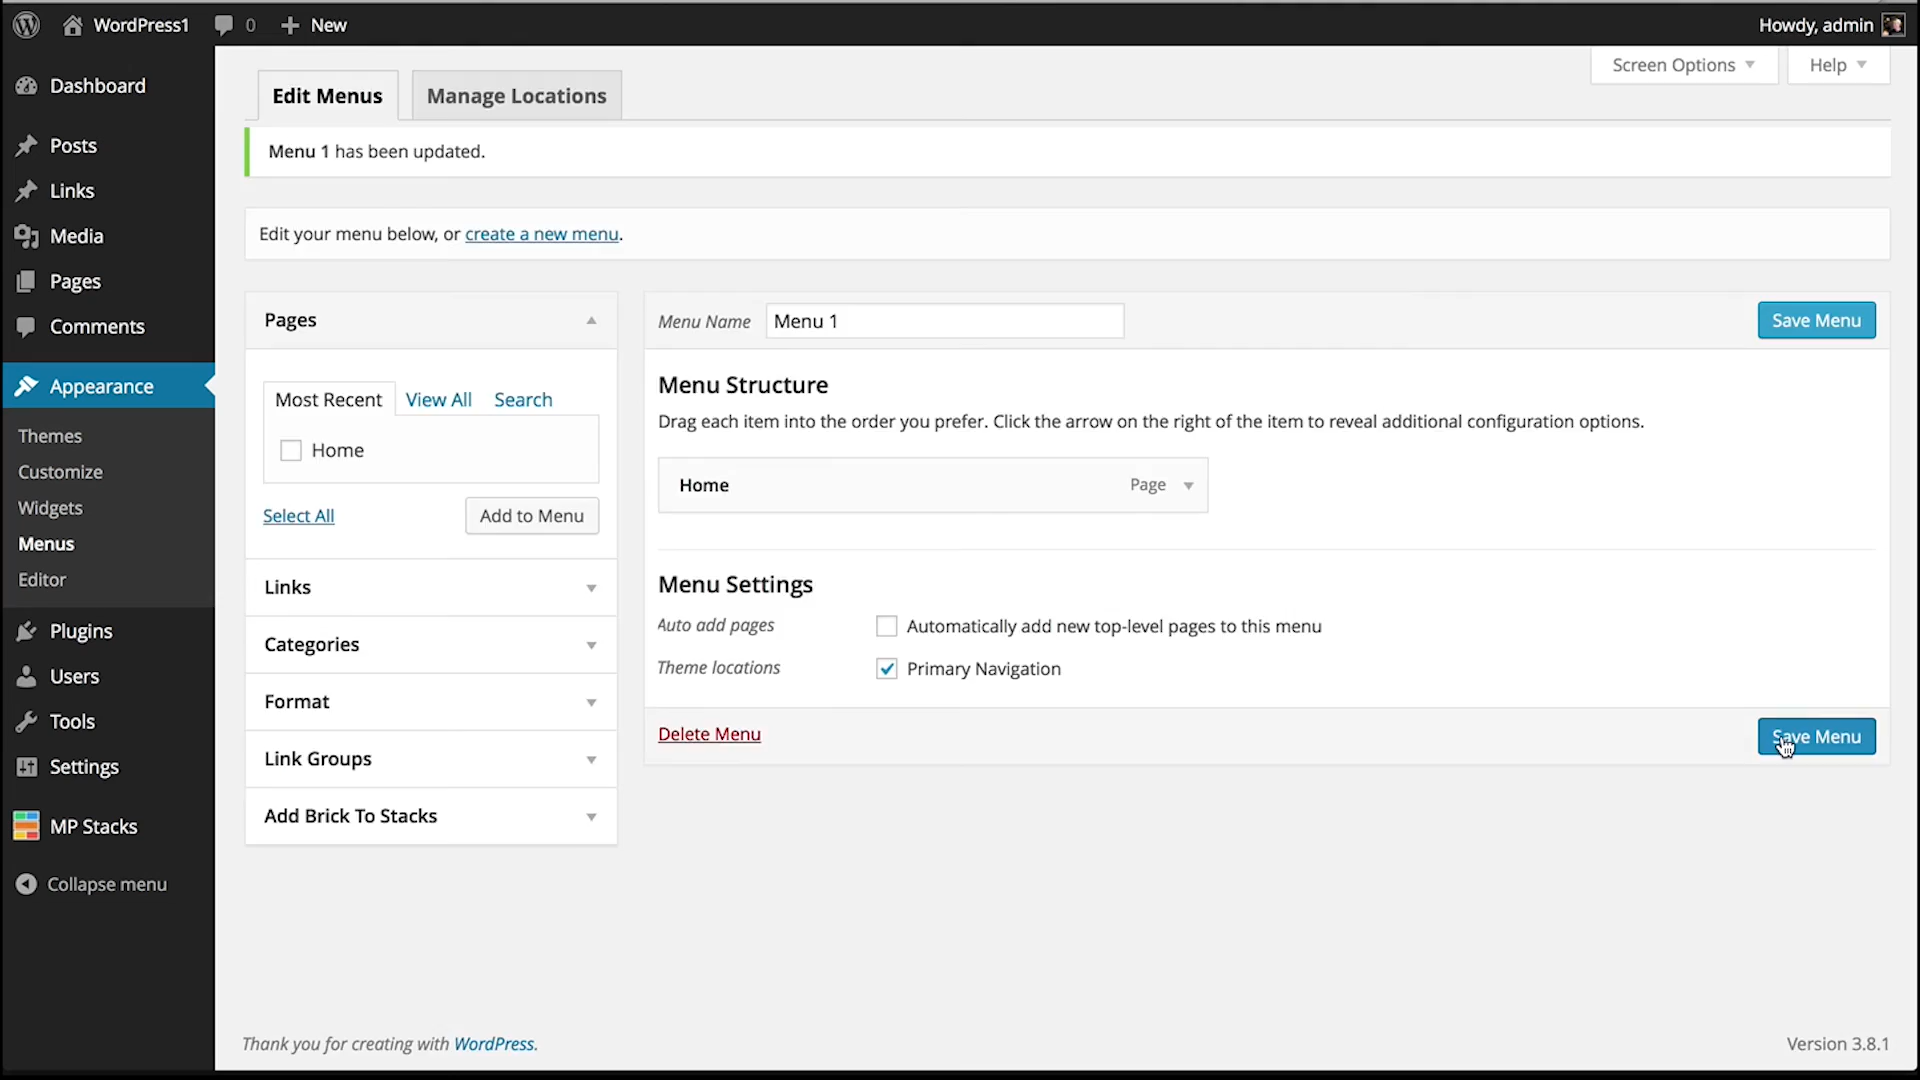 WordPress1 0 New Howdy, admin
Screen Options Help
Dashboard
Posts
Links
Media
Pages
Comments
Appearance
Themes
Customize
Widgets
Menus
Editor
Plugins
Users
Tools
Settings
MP Stacks
Collapse menu
Edit Menus Manage Locations
Menu 1 has been updated.
Edit your menu below, or create a new menu.
Pages
Most Recent View All Search
Home
Select All Add to Menu
Links
Categories
Format
Link Groups
Add Brick To Stacks
Menu Name Menu 1 Save Menu
Menu Structure
Drag each item into the order you prefer. Click the arrow on the right of the item to reveal additional configuration options.
Home Page
Menu Settings
Auto add pages Automatically add new top-level pages to this menu
Theme locations Primary Navigation
Delete Menu Save Menu
Thank you for creating with WordPress. Version 3.8.1